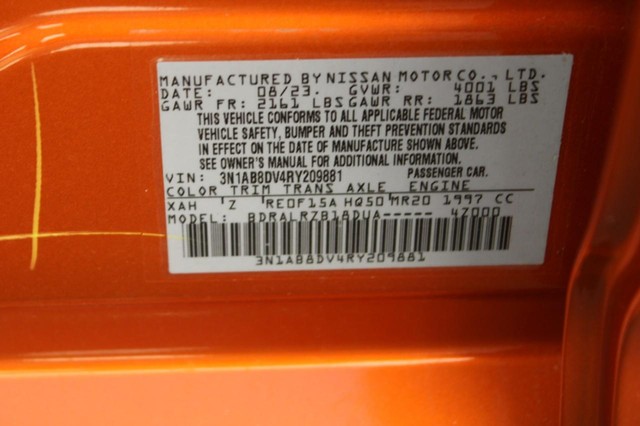 MANUFACTURED BY NISSAN MOTOR CO., LTD.
DATE: 08/23. GVWR: 4001 LBS
GAWR FR: 2161 LBS GAWR RR: 1863 LBS
THIS VEHICLE CONFORMS TO ALL APPLICABLE FEDERAL MOTOR
VEHICLE SAFETY, BUMPER AND THEFT PREVENTION STANDARDS
IN EFFECT ON THE DATE OF MANUFACTURE SHOWN ABOVE.
SEE OWNER'S MANUAL FOR ADDITIONAL INFORMATION.
VIN: 3N1AB8DV4RY209881 PASSENGER CAR.
COLOR TRIM TRANS AXLE ENGINE
XAH 'Z 'RE0F15A HQ50'MR20 1997 CC
MODEL: BDRALRZB18DUA----- 4Z000
3N1AB8DV4RY209881